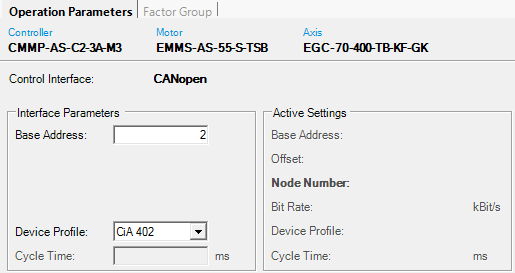 Operation Parameters Factor Group
Controller Motor Axis
CMMP-AS-C2-3A-M3 EMMS-AS-55-S-TSB EGC-70-400-TB-KF-GK
Control Interface: CANopen
Interface Parameters
Base Address: 2
Device Profile: CiA 402
Cycle Time: ms
Active Settings
Base Address:
Offset:
Node Number:
Bit Rate: kBit/s
Device Profile:
Cycle Time: ms